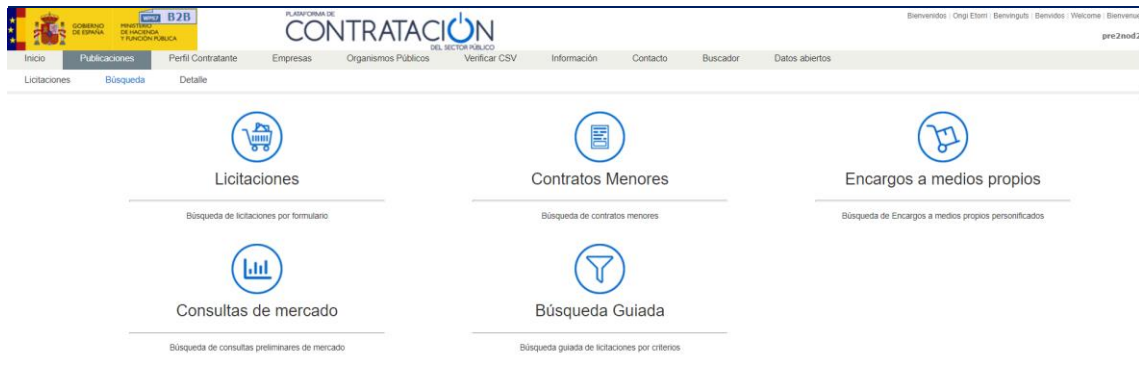 GOBIERNO DE ESPAÑA
MINISTERIO DE HACIENDA Y FUNCIÓN PÚBLICA
B2B
PLATAFORMA DE
CONTRATACIÓN
DEL SECTOR PÚBLICO
Bienvenidos | Ongi Etorri | Benvinguts | Benvidos | Welcome | Bienvenue
pre2nod2
Inicio Publicaciones Perfil Contratante Empresas Organismos Públicos Verificar CSV Información Contacto Buscador Datos abiertos
Licitaciones Búsqueda Detalle
Licitaciones Contratos Menores Encargos a medios propios
Búsqueda de licitaciones por formulario Búsqueda de contratos menores Búsqueda de Encargos a medios propios personificados
Consultas de mercado Búsqueda Guiada
Búsqueda de consultas preliminares de mercado Búsqueda guiada de licitaciones por criterios